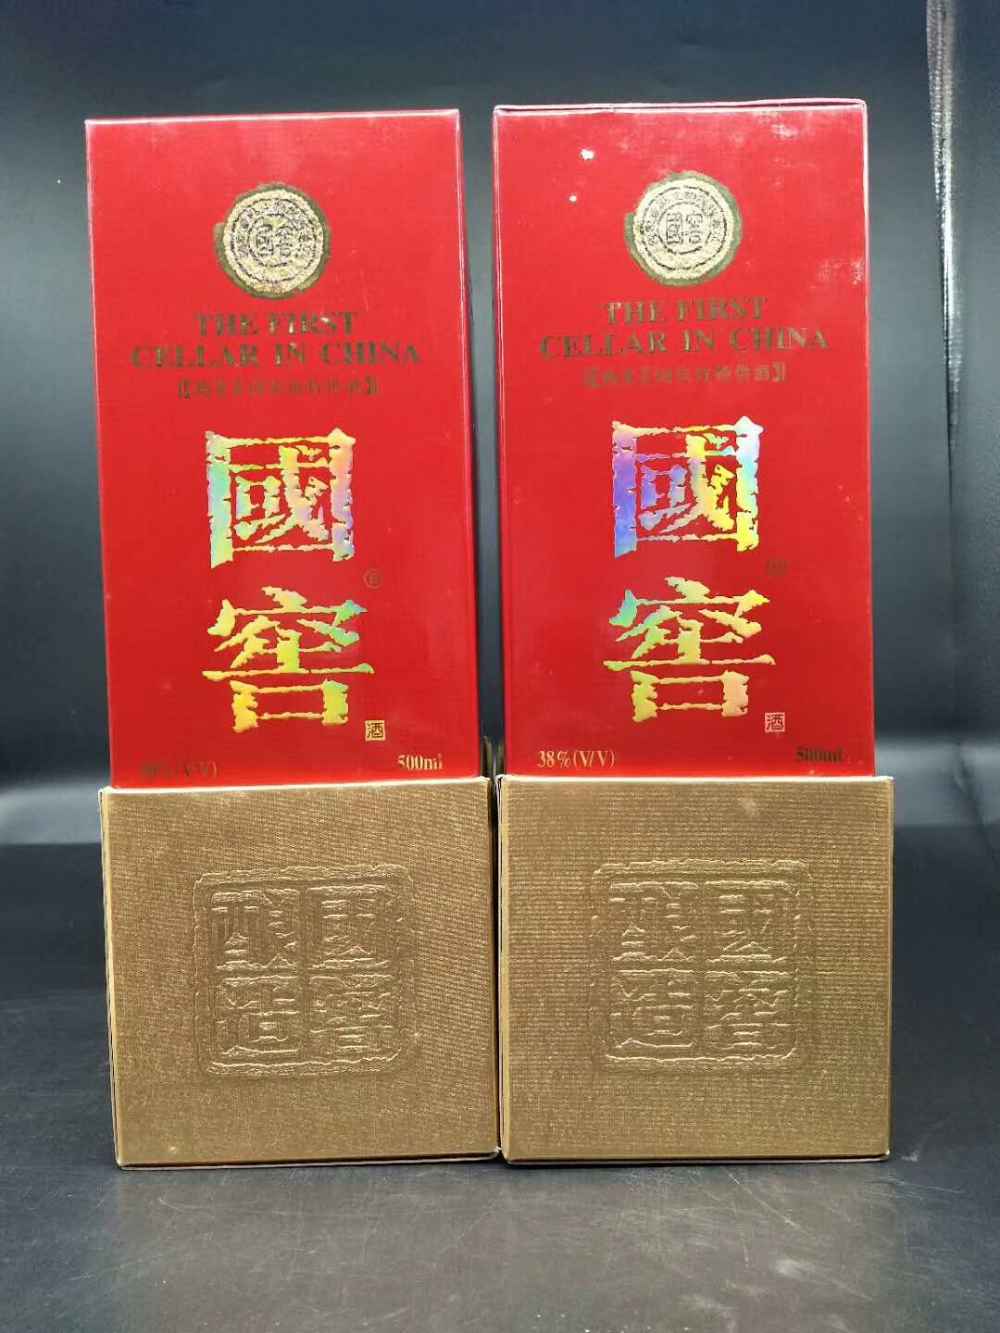 THE FIRST
CELLAR IN CHINA
國
窖
酒
500ml
THE FIRST
CELLAR IN CHINA
國
窖
酒
38%(V/V)
500ml
國窖
釀造
國窖
釀造